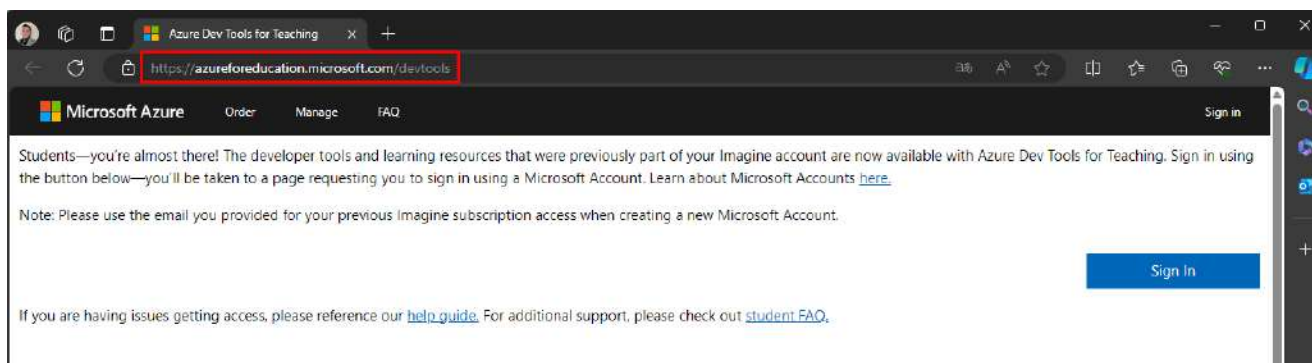 Azure Dev Tools for Teaching
https://azureforeducation.microsoft.com/devtools
Microsoft Azure Order Manage FAQ Sign in
Students—you're almost there! The developer tools and learning resources that were previously part of your Imagine account are now available with Azure Dev Tools for Teaching. Sign in using
the button below—you'll be taken to a page requesting you to sign in using a Microsoft Account. Learn about Microsoft Accounts here.
Note: Please use the email you provided for your previous Imagine subscription access when creating a new Microsoft Account.
Sign In
If you are having issues getting access, please reference our help guide. For additional support, please check out student FAQ.